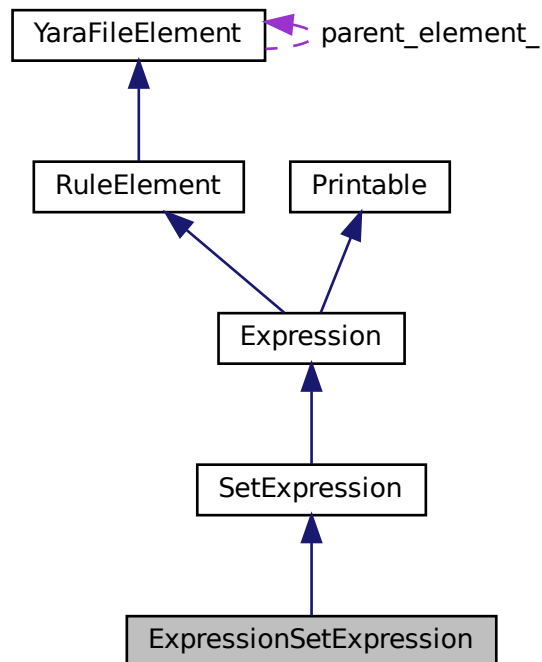 YaraFileElement
parent_element_
RuleElement
Printable
Expression
SetExpression
ExpressionSetExpression